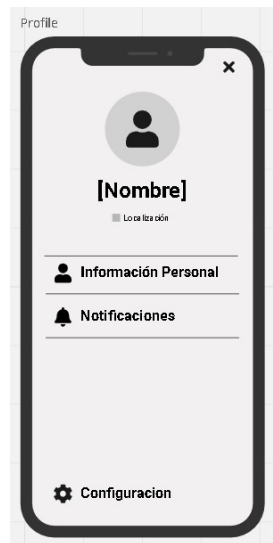 Profile
[Nombre]
Localización
Información Personal
Notificaciones
Configuracion